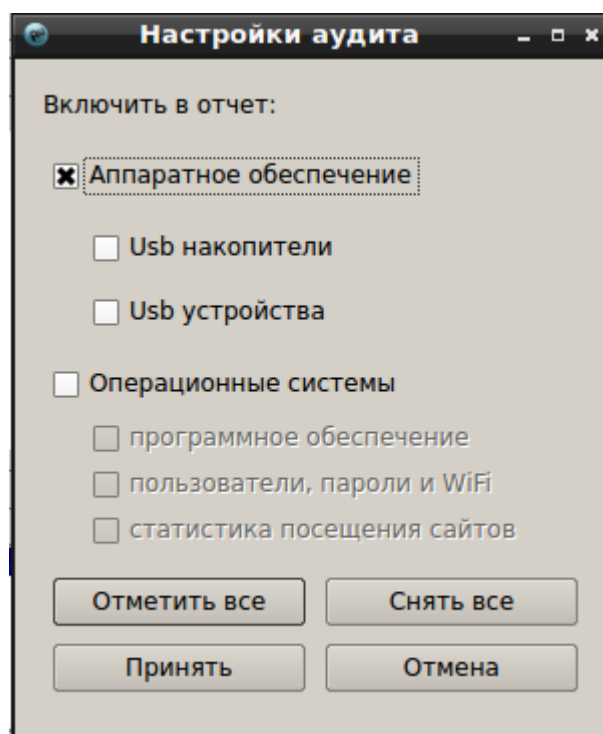 Настройки аудита
Включить в отчет:
Аппаратное обеспечение
Usb накопители
Usb устройства
Операционные системы
программное обеспечение
пользователи, пароли и WiFi
статистика посещения сайтов
Отметить все Снять все
Принять Отмена